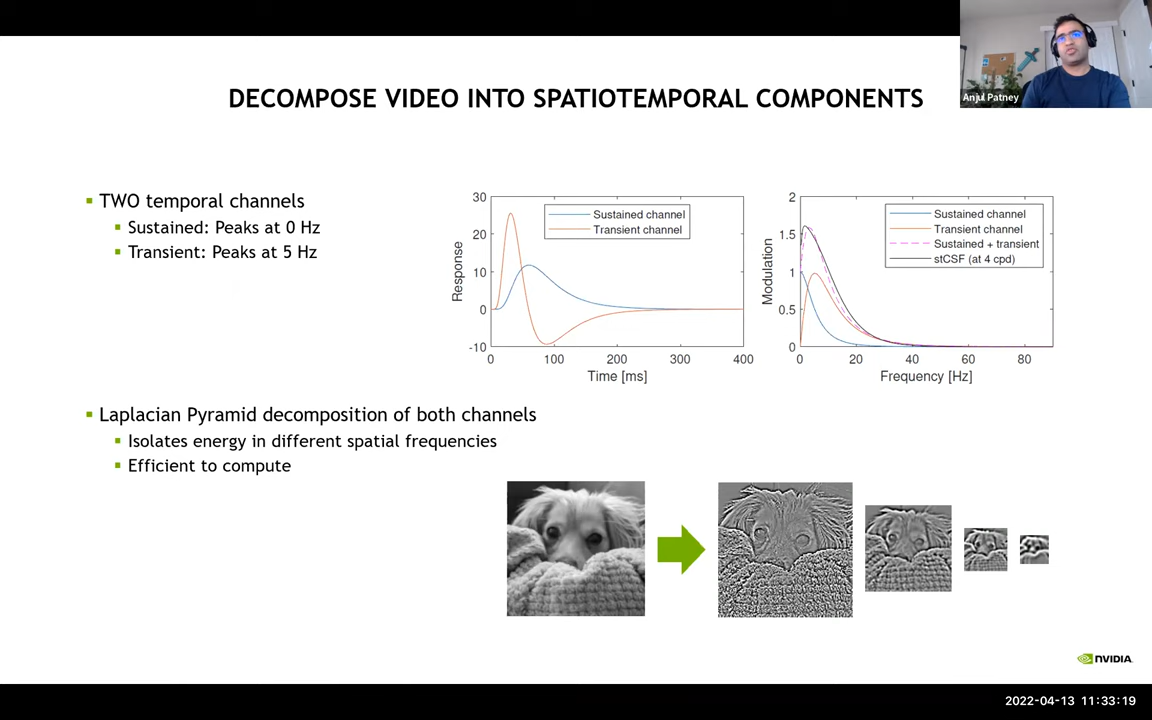 Anjul Patney
DECOMPOSE VIDEO INTO SPATIOTEMPORAL COMPONENTS
▪ TWO temporal channels
▪ Sustained: Peaks at 0 Hz
▪ Transient: Peaks at 5 Hz
30
20
10
0
-10
Response
Sustained channel
Transient channel
0 100 200 300 400
Time [ms]
2
1.5
1
0.5
0
Modulation
Sustained channel
Transient channel
Sustained + transient
stCSF (at 4 cpd)
0 20 40 60 80
Frequency [Hz]
▪ Laplacian Pyramid decomposition of both channels
▪ Isolates energy in different spatial frequencies
▪ Efficient to compute
NVIDIA.
2022-04-13 11:33:19